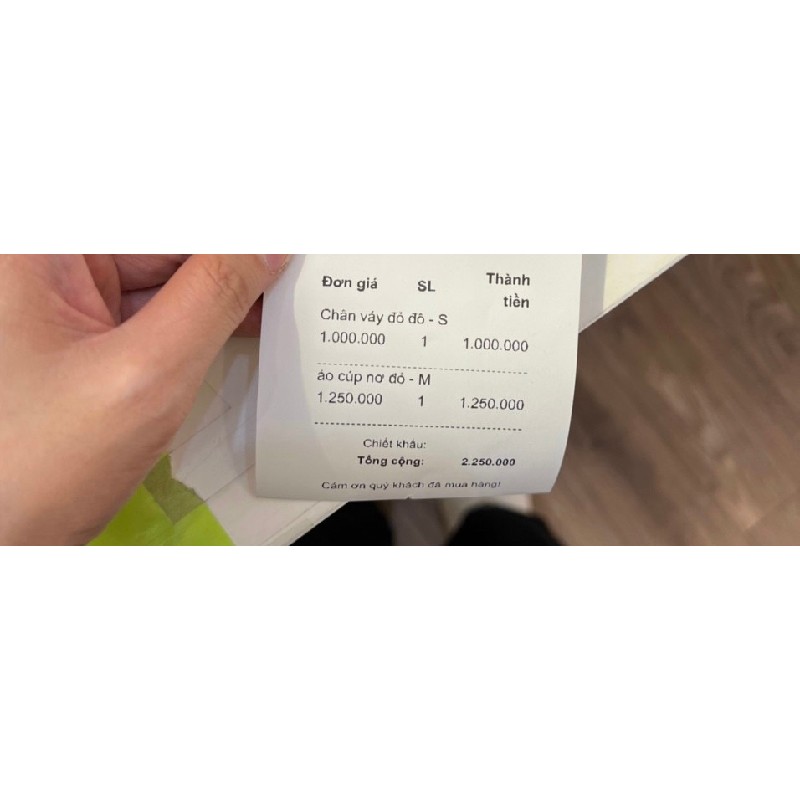 Đơn giá SL Thành tiền
Chân váy đỏ đô - S
1.000.000 1 1.000.000
áo cúp nơ đỏ - M
1.250.000 1 1.250.000
Chiết khấu:
Tổng cộng: 2.250.000
Cảm ơn quý khách đã mua hàng!